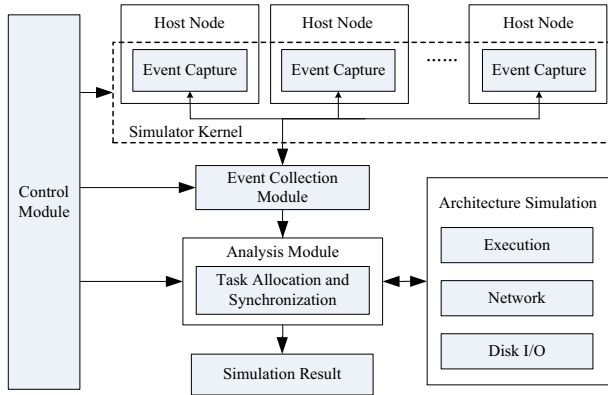 Host Node
Host Node
Host Node
Event Capture
Event Capture
......
Event Capture
Simulator Kernel
Control
Module
Event Collection
Module
Analysis Module
Task Allocation and
Synchronization
Simulation Result
Architecture Simulation
Execution
Network
Disk I/O